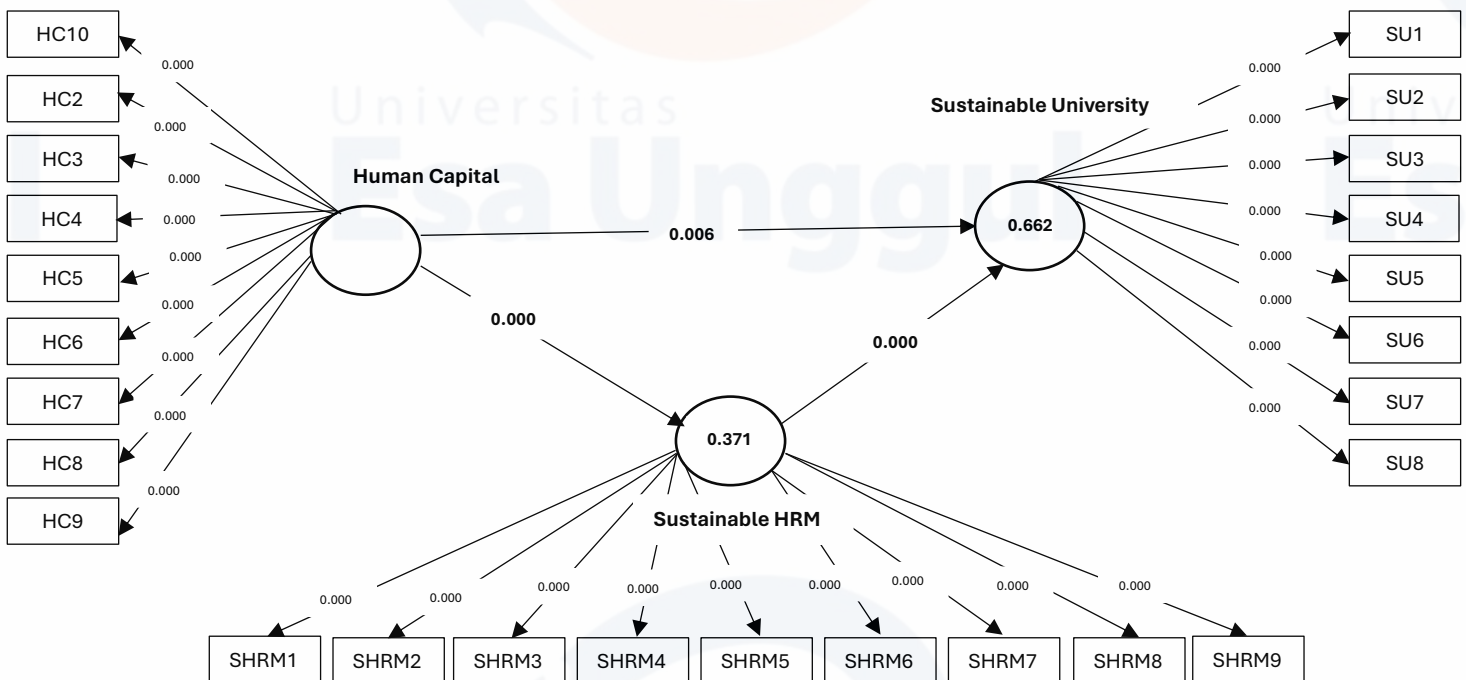 HC10
HC2
HC3
HC4
HC5
HC6
HC7
HC8
HC9
0.000
0.000
0.000
0.000
0.000
0.000
0.000
0.000
0.000
Universitas
Esa Unggul
Human Capital
0.006
0.000
0.000
Sustainable University
0.662
0.371
Sustainable HRM
0.000
0.000
0.000
0.000
0.000
0.000
0.000
0.000
SU1
SU2
SU3
SU4
SU5
SU6
SU7
SU8
Univ
Es
0.000
0.000
0.000
0.000
0.000
0.000
0.000
0.000
0.000
SHRM1
SHRM2
SHRM3
SHRM4
SHRM5
SHRM6
SHRM7
SHRM8
SHRM9